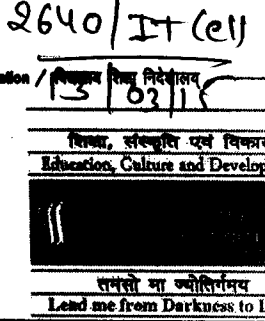 2640/IT Cell
ation / विद्यालय शिक्षा निदेशालय
13/03/15
शिक्षा, संस्कृति एवं विकास
Education, Culture and Develop
तमसो मा ज्योतिर्गमय
Lead me from Darkness to L